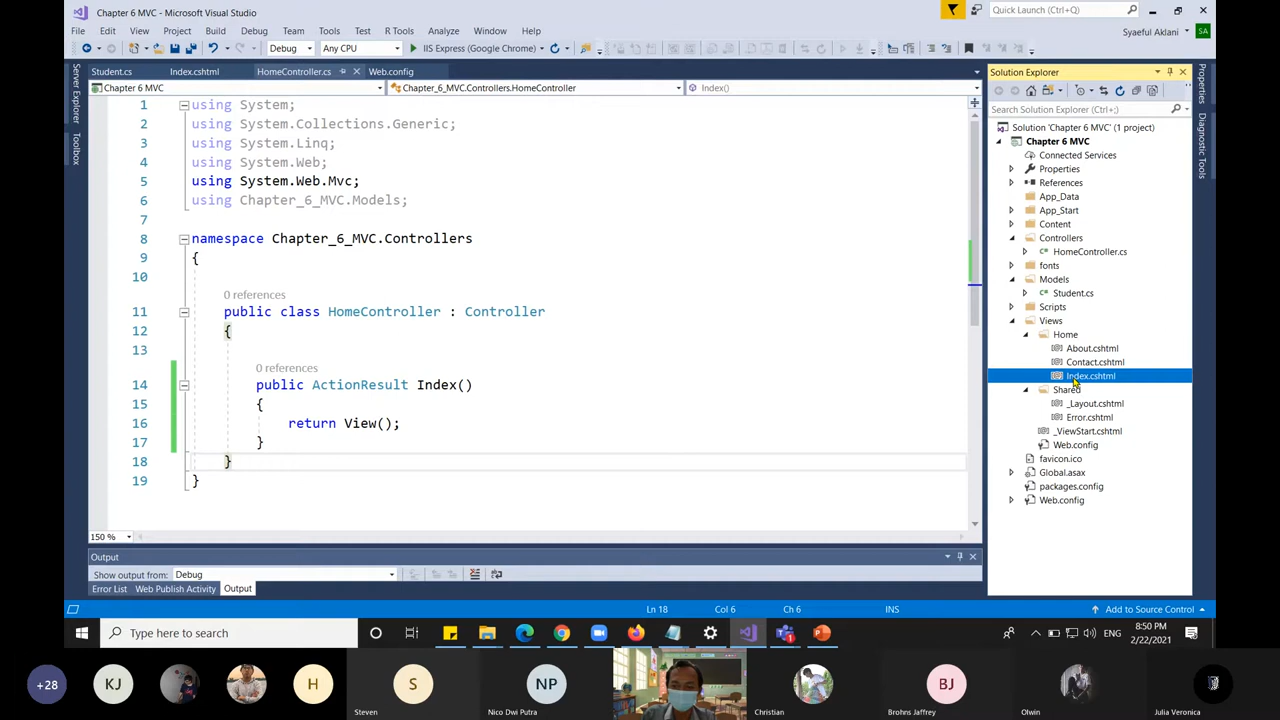 Chapter 6 MVC - Microsoft Visual Studio
Quick Launch (Ctrl+Q)
File Edit View Project Build Debug Team Tools Test R Tools Analyze Window Help
Syaeful Aklani SA
Debug Any CPU IIS Express (Google Chrome)
Student.cs Index.cshtml HomeController.cs Web.config
Chapter 6 MVC Chapter_6_MVC.Controllers.HomeController Index()
Server Explorer
Toolbox
1 using System;
2 using System.Collections.Generic;
3 using System.Linq;
4 using System.Web;
5 using System.Web.Mvc;
6 using Chapter_6_MVC.Models;
7
8 namespace Chapter_6_MVC.Controllers
9 {
10
0 references
11 public class HomeController : Controller
12 {
13
0 references
14 public ActionResult Index()
15 {
16 return View();
17 }
18 }
19 }
150 %
Solution Explorer
Search Solution Explorer (Ctrl+;)
Solution 'Chapter 6 MVC' (1 project)
Chapter 6 MVC
Connected Services
Properties
References
App_Data
App_Start
Content
Controllers
HomeController.cs
fonts
Models
Student.cs
Scripts
Views
Home
About.cshtml
Contact.cshtml
Index.cshtml
Shared
_Layout.cshtml
Error.cshtml
_ViewStart.cshtml
Web.config
favicon.ico
Global.asax
packages.config
Web.config
Properties
Diagnostic Tools
Output
Show output from: Debug
Error List Web Publish Activity Output
Ln 18 Col 6 Ch 6 INS Add to Source Control
Type here to search
ENG
8:50 PM
2/22/2021
+28 KJ H S NP BJ
Steven Nico Dwi Putra Christian Brohns Jaffrey Olwin Julia Veronica